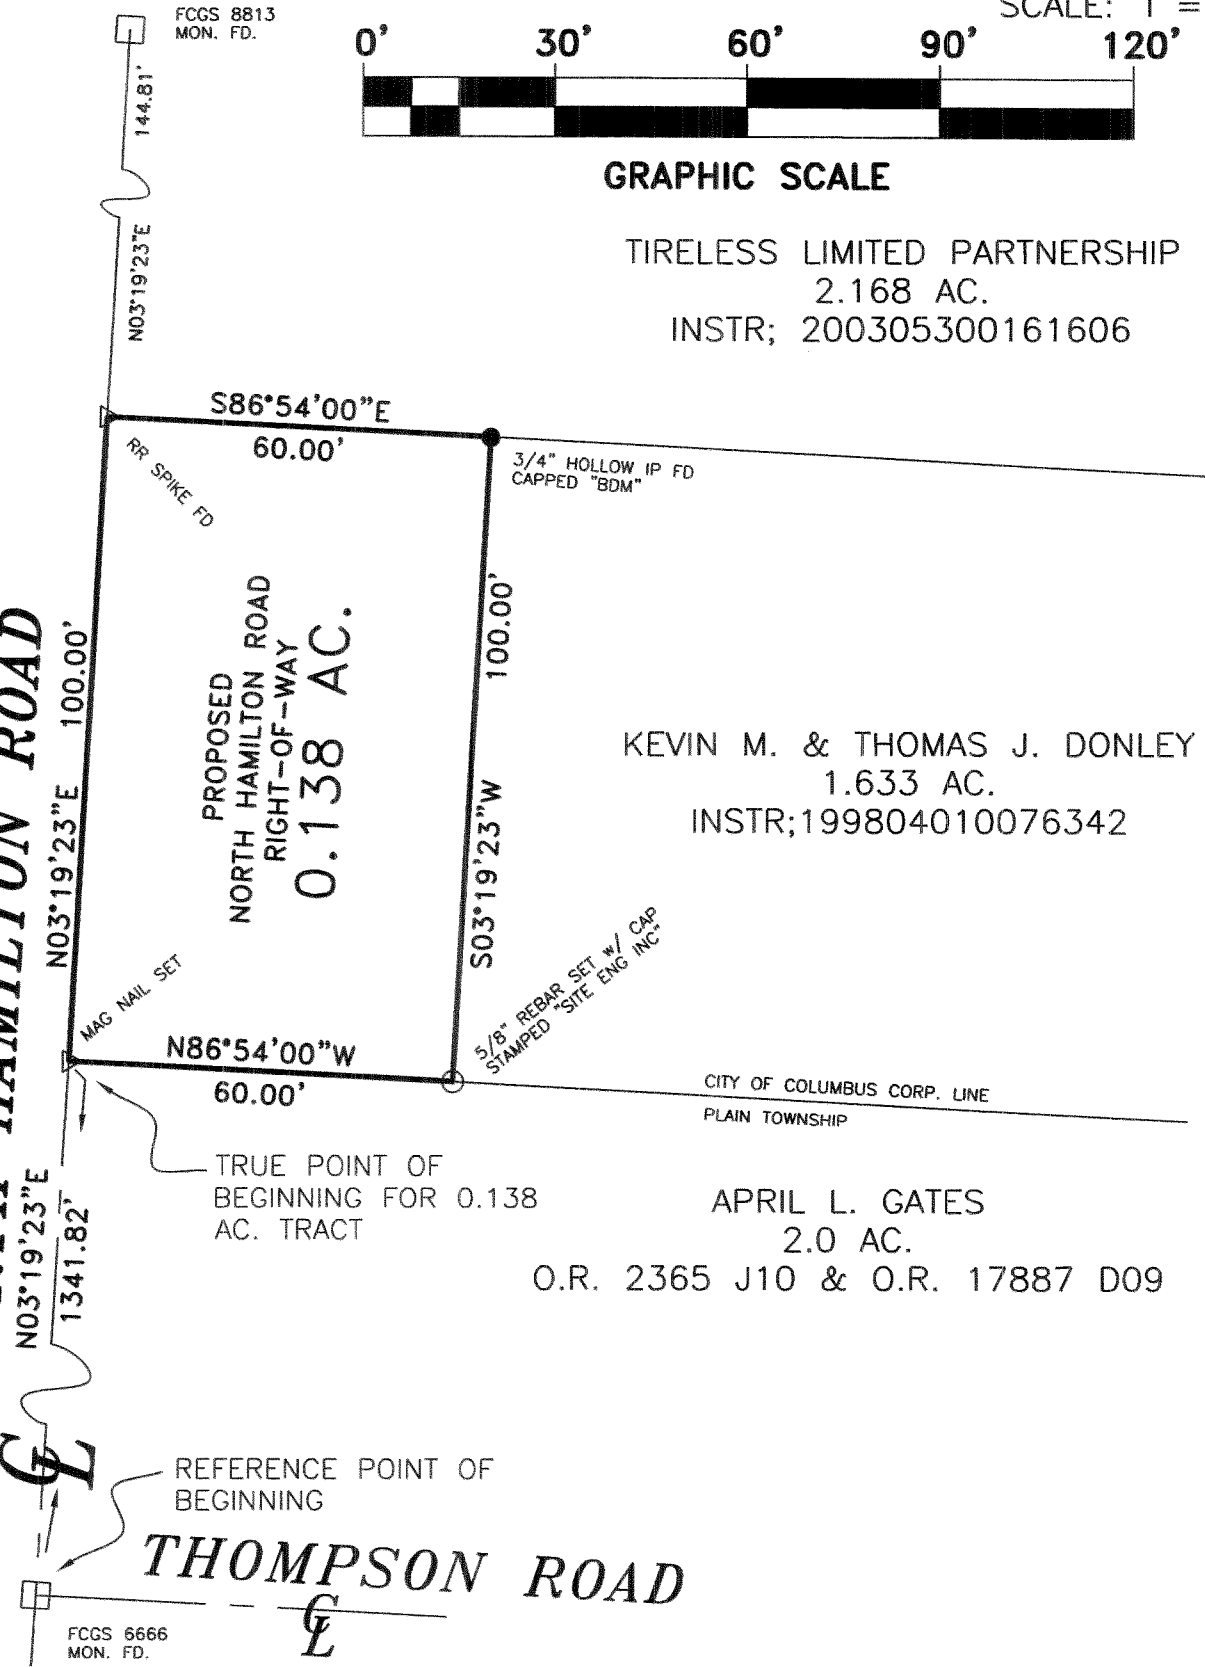 FCGS 8813
MON. FD.
SCALE: 1 =
0' 30' 60' 90' 120'
GRAPHIC SCALE
144.81'
N03°19'23"E
TIRELESS LIMITED PARTNERSHIP
2.168 AC.
INSTR; 200305300161606
S86°54'00"E
60.00'
RR SPIKE FD
3/4" HOLLOW IP FD
CAPPED "BDM"
HAMILTON ROAD
N03°19'23"E 100.00'
PROPOSED
NORTH HAMILTON ROAD
RIGHT-OF-WAY
0.138 AC.
S03°19'23"W 100.00'
KEVIN M. & THOMAS J. DONLEY
1.633 AC.
INSTR;199804010076342
MAG NAIL SET
5/8" REBAR SET w/ CAP
STAMPED "SITE ENG INC"
N86°54'00"W
60.00'
CITY OF COLUMBUS CORP. LINE
PLAIN TOWNSHIP
TRUE POINT OF
BEGINNING FOR 0.138
AC. TRACT
N03°19'23"E
1341.82'
APRIL L. GATES
2.0 AC.
O.R. 2365 J10 & O.R. 17887 D09
CL
REFERENCE POINT OF
BEGINNING
THOMPSON ROAD
CL
FCGS 6666
MON. FD.